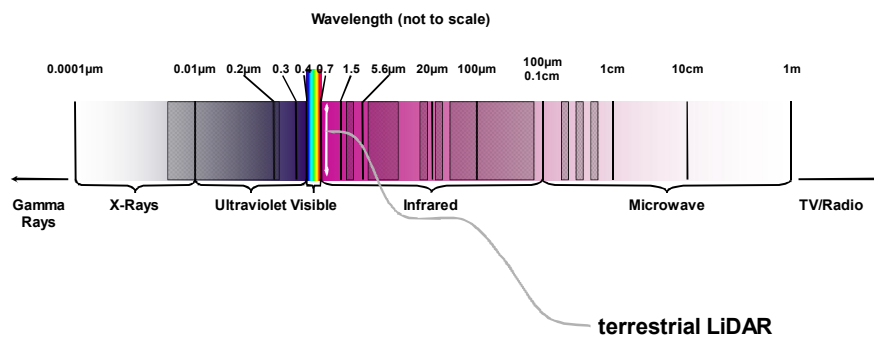 Wavelength (not to scale)
0.0001µm 0.01µm 0.2µm 0.3 0.4 0.7 1.5 5.6µm 20µm 100µm 100µm 1cm 10cm 1m
0.1cm
Gamma X-Rays Ultraviolet Visible Infrared Microwave TV/Radio
Rays
terrestrial LiDAR